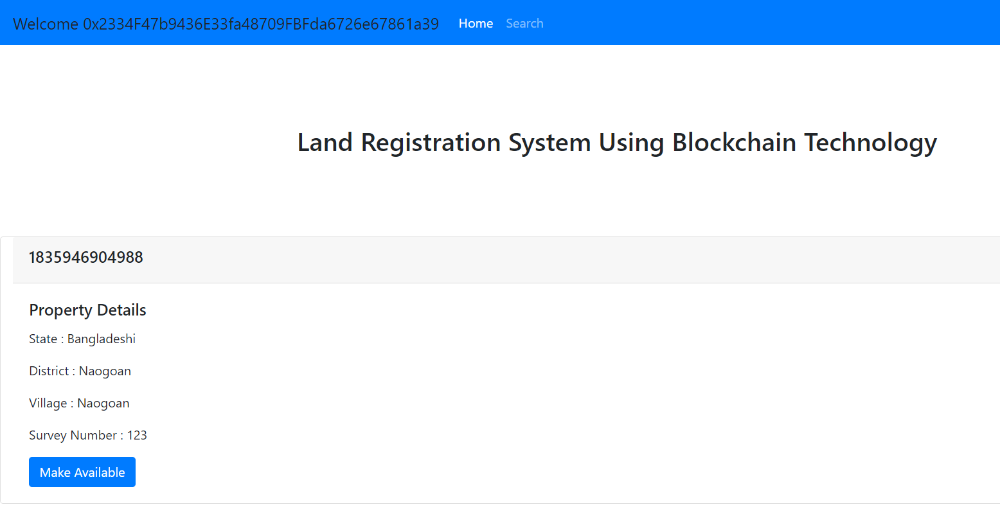 Welcome 0x2334F47b9436E33fa48709FBFda6726e67861a39 Home Search
Land Registration System Using Blockchain Technology
1835946904988
Property Details
State : Bangladeshi
District : Naogoan
Village : Naogoan
Survey Number : 123
Make Available